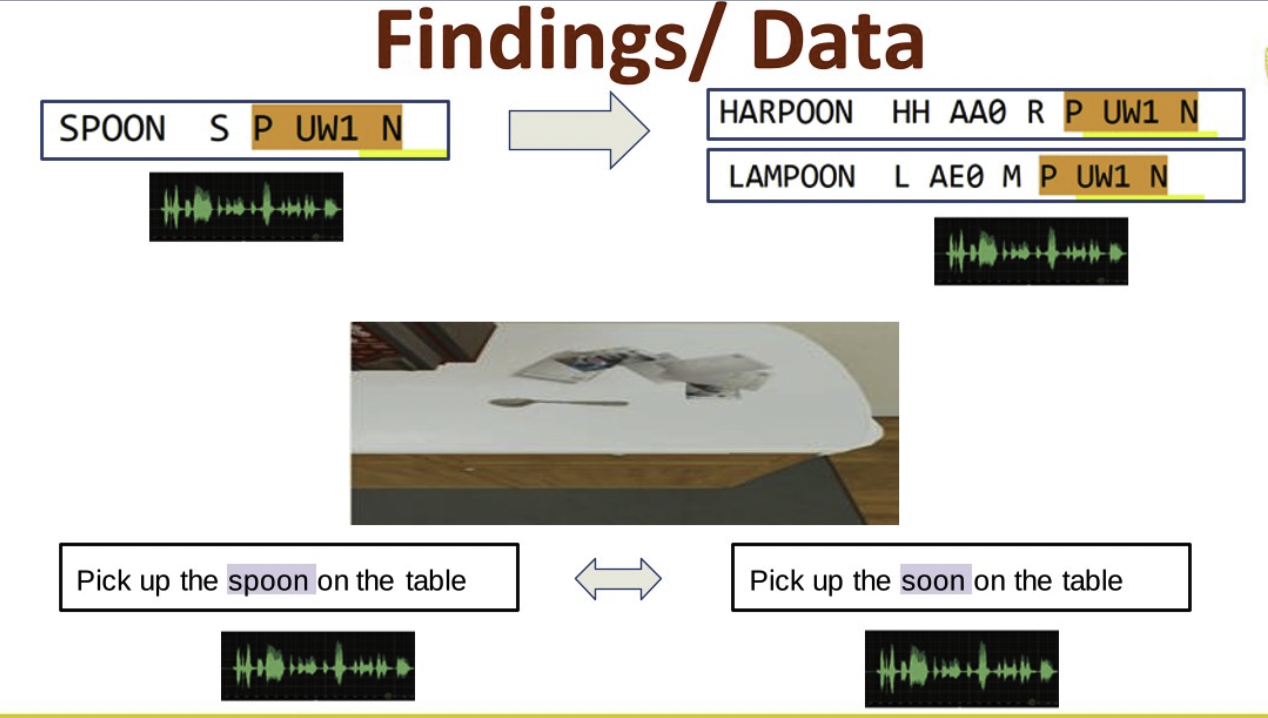 Findings/ Data
SPOON S P UW1 N
HARPOON HH AA0 R P UW1 N
LAMPOON L AE0 M P UW1 N
Pick up the spoon on the table
Pick up the soon on the table